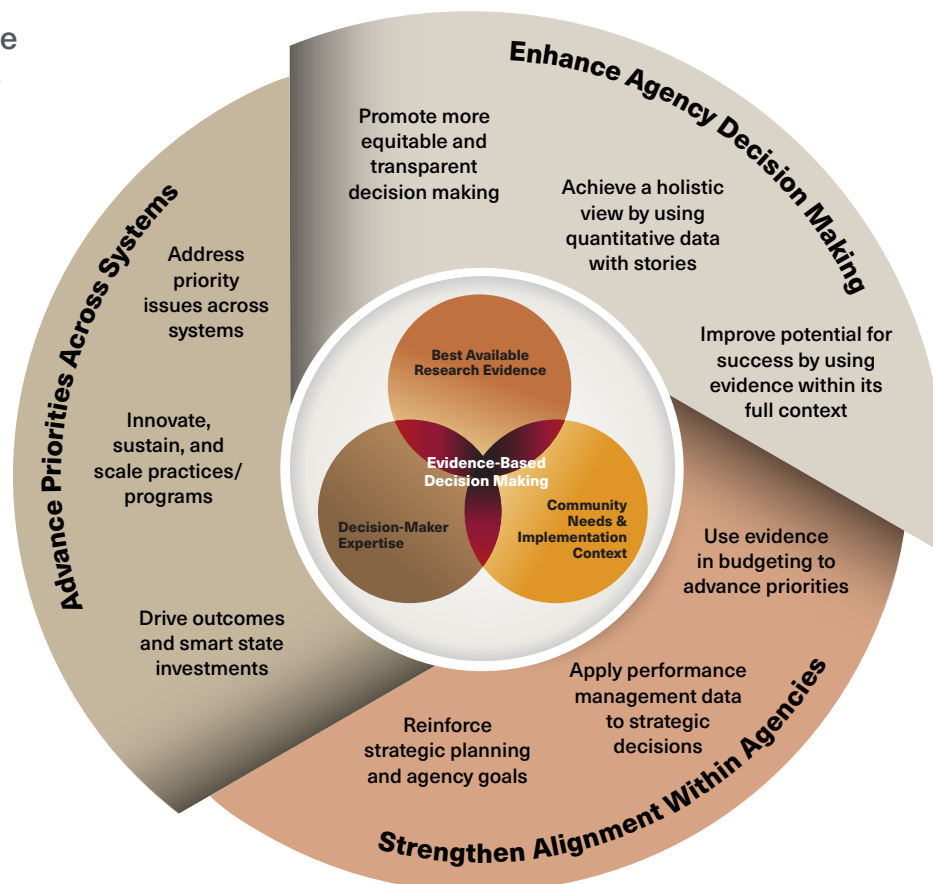 e
Enhance Agency Decision Making
Promote more
equitable and
transparent
decision making
Achieve a holistic
view by using
quantitative data
with stories
Improve potential for
success by using
evidence within its
full context
Strengthen Alignment Within Agencies
Use evidence
in budgeting to
advance priorities
Apply performance
management data
to strategic
decisions
Reinforce
strategic planning
and agency goals
Advance Priorities Across Systems
Address
priority
issues across
systems
Innovate,
sustain, and
scale practices/
programs
Drive outcomes
and smart state
investments
Best Available
Research Evidence
Evidence-Based
Decision Making
Decision-Maker
Expertise
Community
Needs &
Implementation
Context